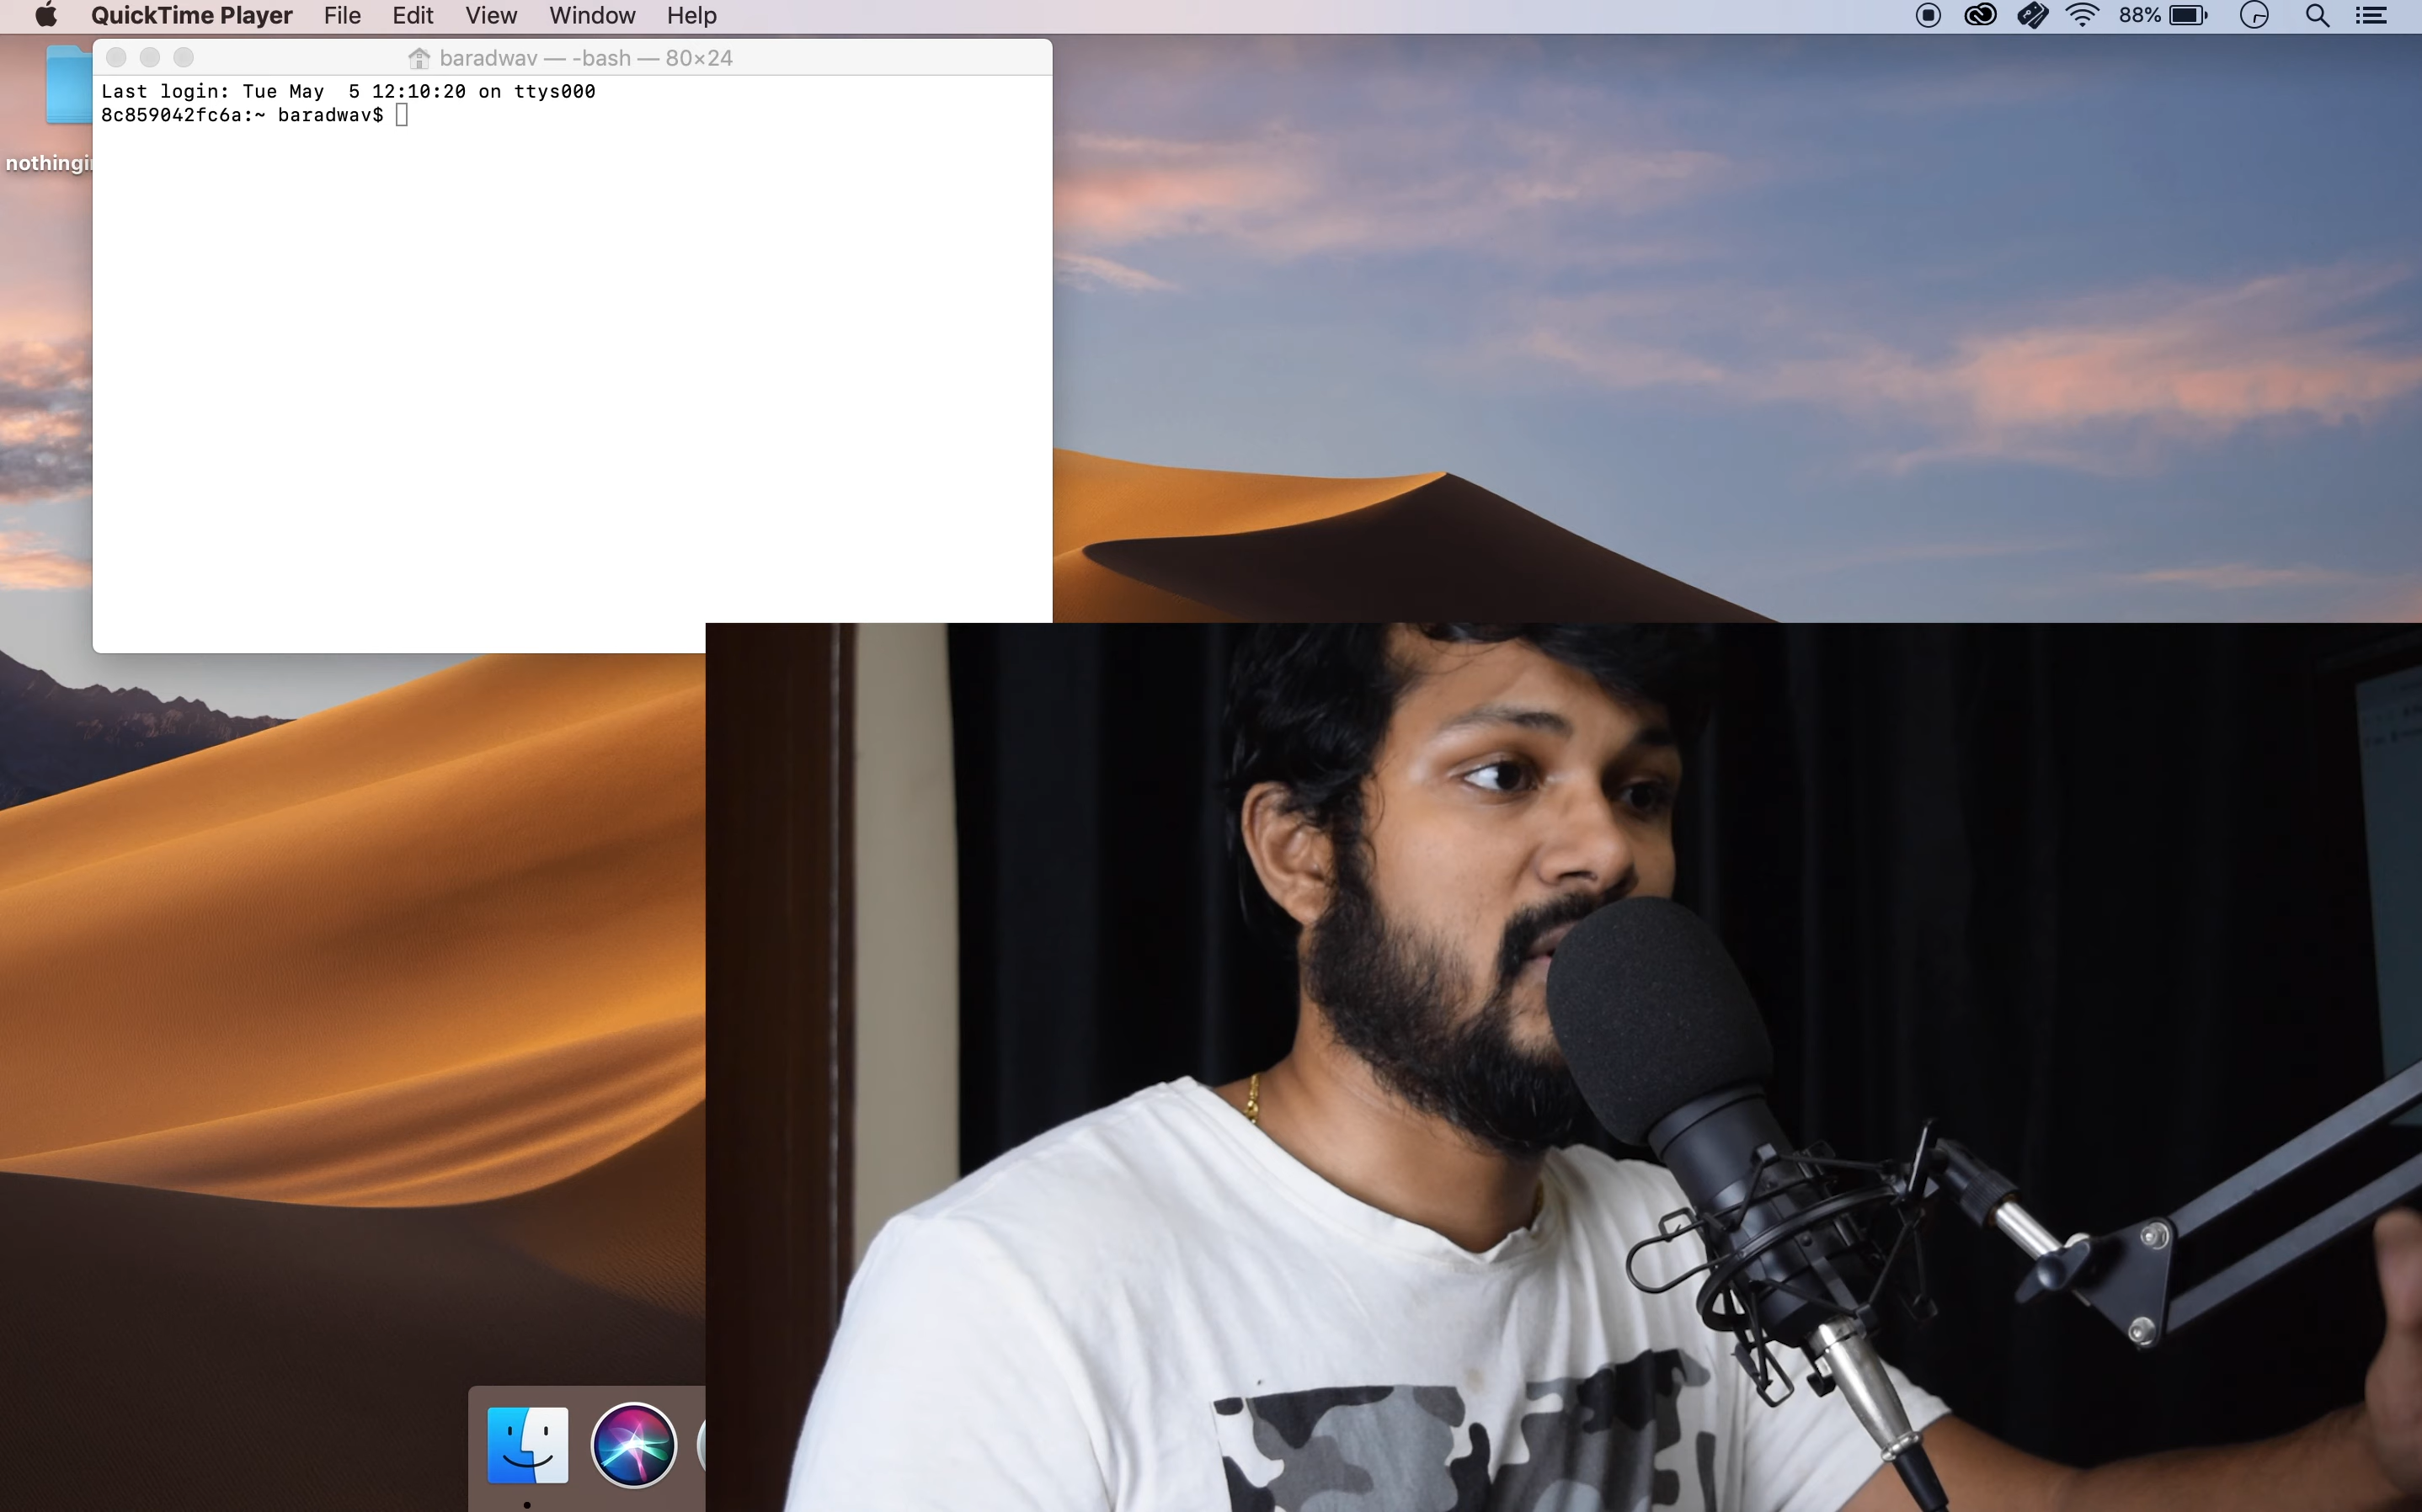 QuickTime Player File Edit View Window Help 88%
baradwav — -bash — 80×24
Last login: Tue May  5 12:10:20 on ttys000
8c859042fc6a:~ baradwav$